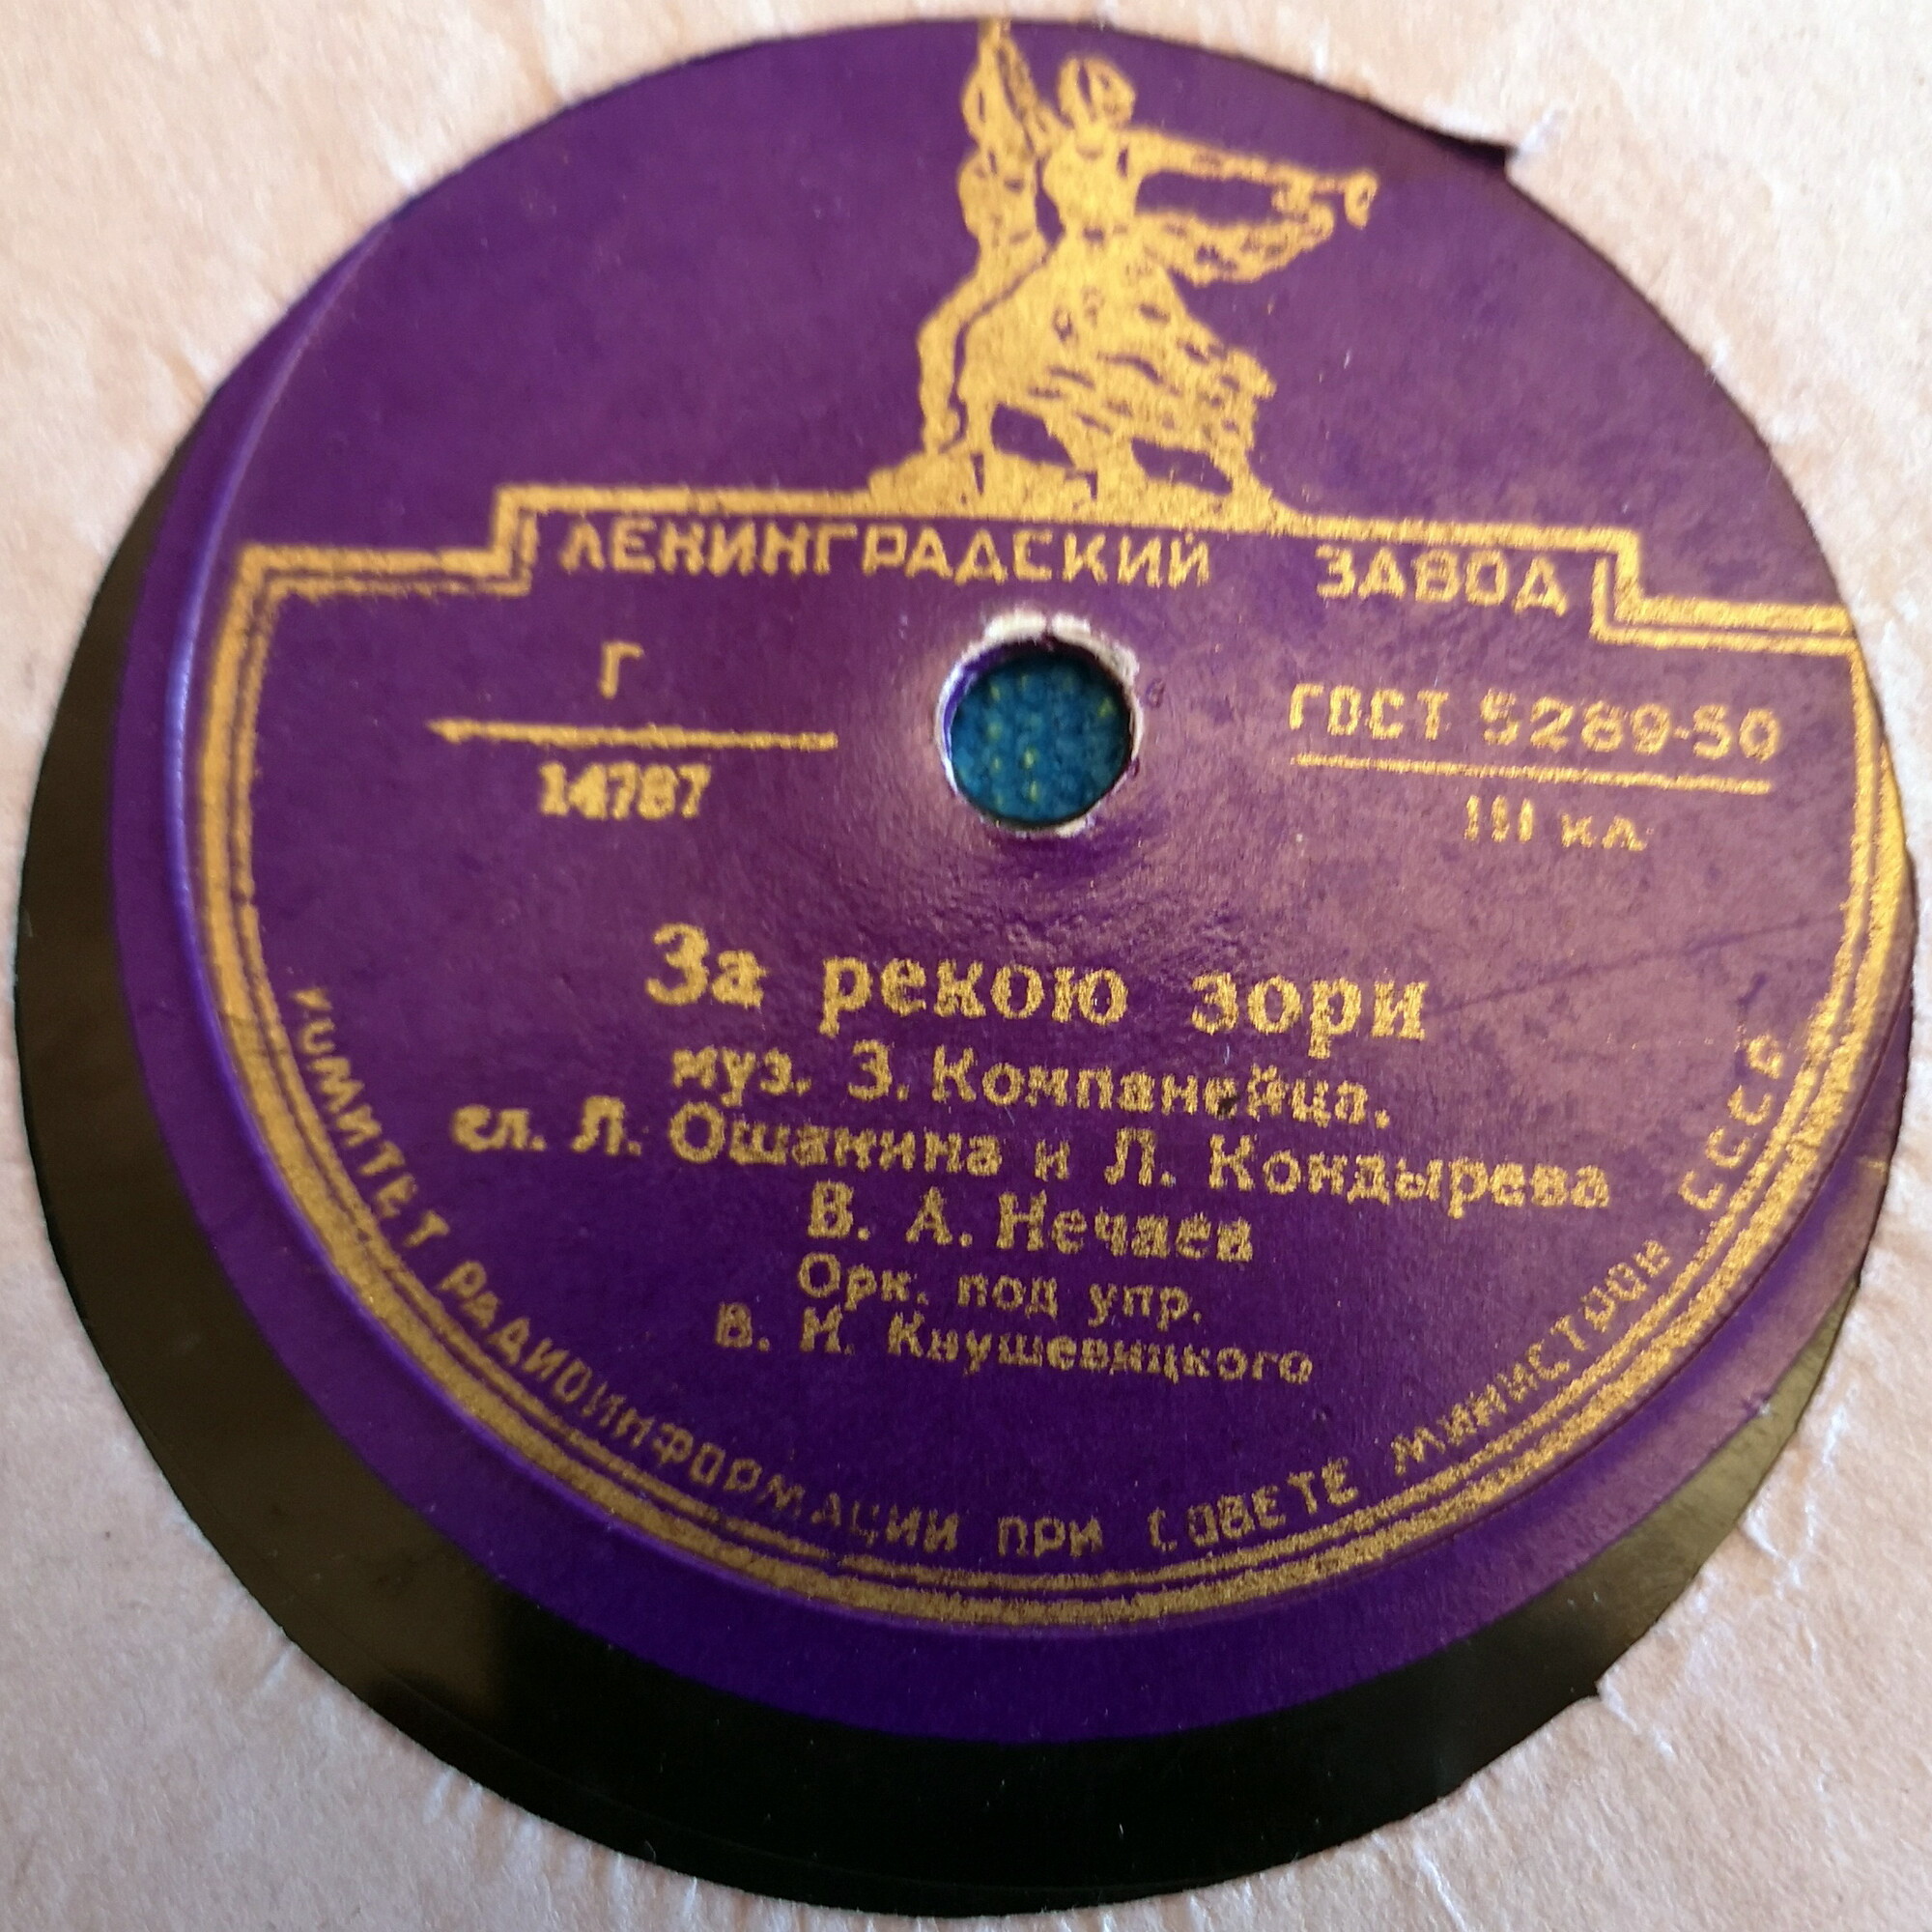 ЛЕНИНГРАДСКИЙ ЗАВОД
Г
14787
ГОСТ 5289-50
III кл
За рекою зори
муз. З. Компанейца.
сл. Л. Ошанина и Л. Кондырева
В. А. Нечаев
Орк. под упр.
В. Н. Кнушевицкого
КОМИТЕТ РАДИОИНФОРМАЦИИ ПРИ СОВЕТЕ МИНИСТРОВ СССР